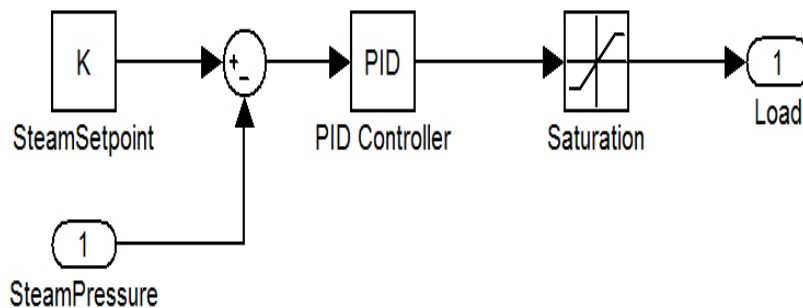 K
+
−
PID
1
SteamSetpoint
PID Controller
Saturation
Load
1
SteamPressure